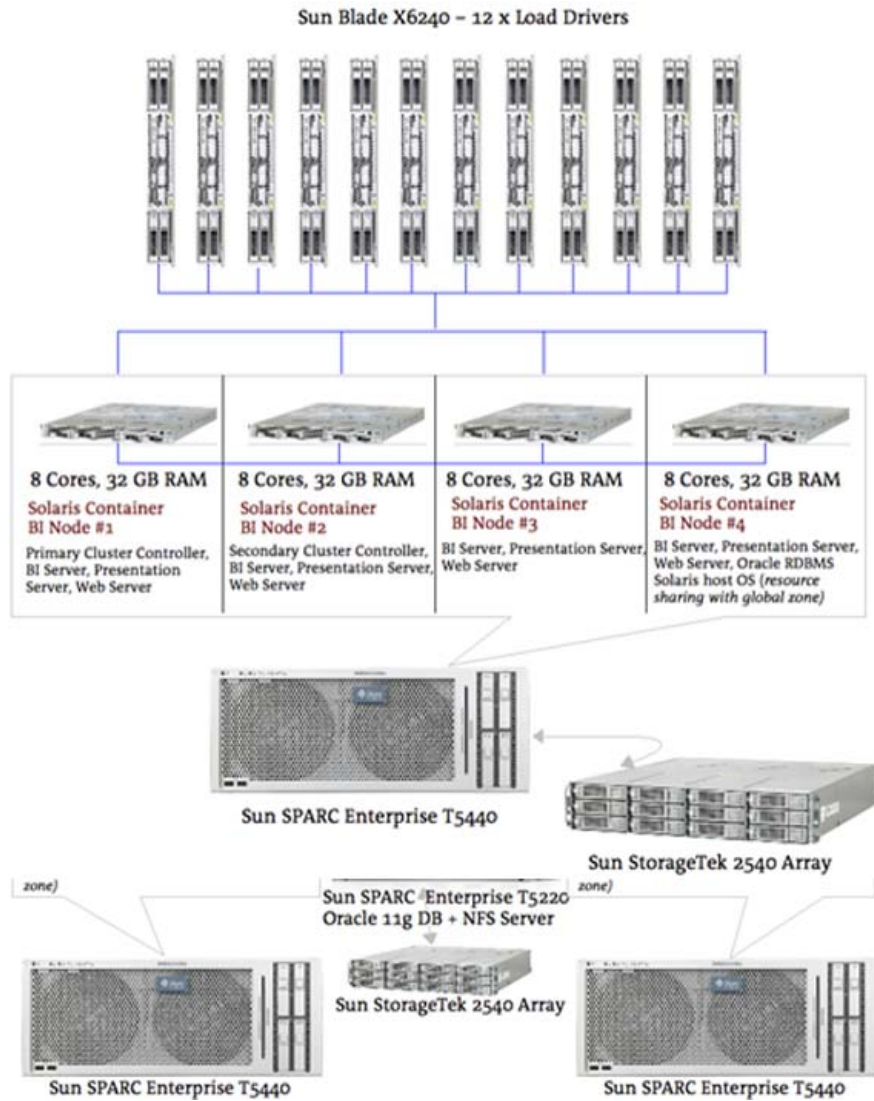 Sun Blade X6240 – 12 x Load Drivers
8 Cores, 32 GB RAM
Solaris Container
BI Node #1
Primary Cluster Controller,
BI Server, Presentation
Server, Web Server
8 Cores, 32 GB RAM
Solaris Container
BI Node #2
Secondary Cluster Controller,
BI Server, Presentation Server,
Web Server
8 Cores, 32 GB RAM
Solaris Container
BI Node #3
BI Server, Presentation Server,
Web Server
8 Cores, 32 GB RAM
Solaris Container
BI Node #4
BI Server, Presentation Server,
Web Server, Oracle RDBMS
Solaris host OS (resource
sharing with global zone)
Sun SPARC Enterprise T5440
Sun StorageTek 2540 Array
zone)
Sun SPARC Enterprise T5220
Oracle 11g DB + NFS Server
zone)
Sun StorageTek 2540 Array
Sun SPARC Enterprise T5440
Sun SPARC Enterprise T5440